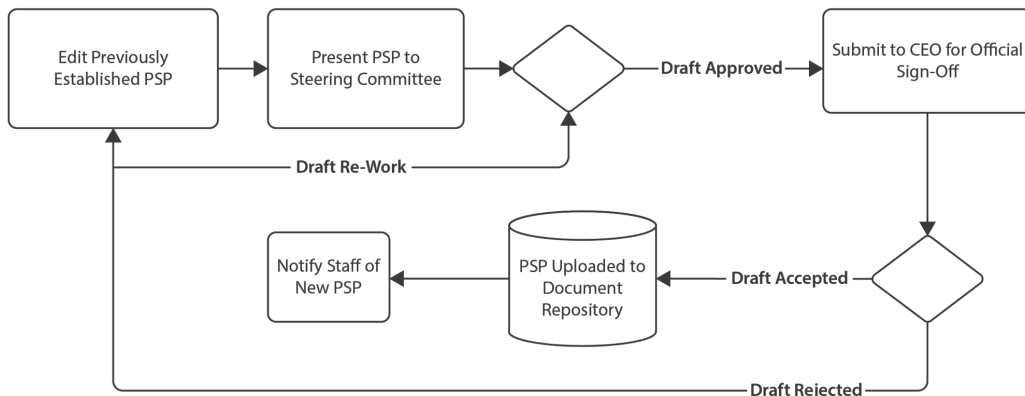 Edit Previously
Established PSP
Present PSP to
Steering Committee
Draft Approved
Submit to CEO for Official
Sign-Off
Draft Re-Work
Notify Staff of
New PSP
PSP Uploaded to
Document
Repository
Draft Accepted
Draft Rejected